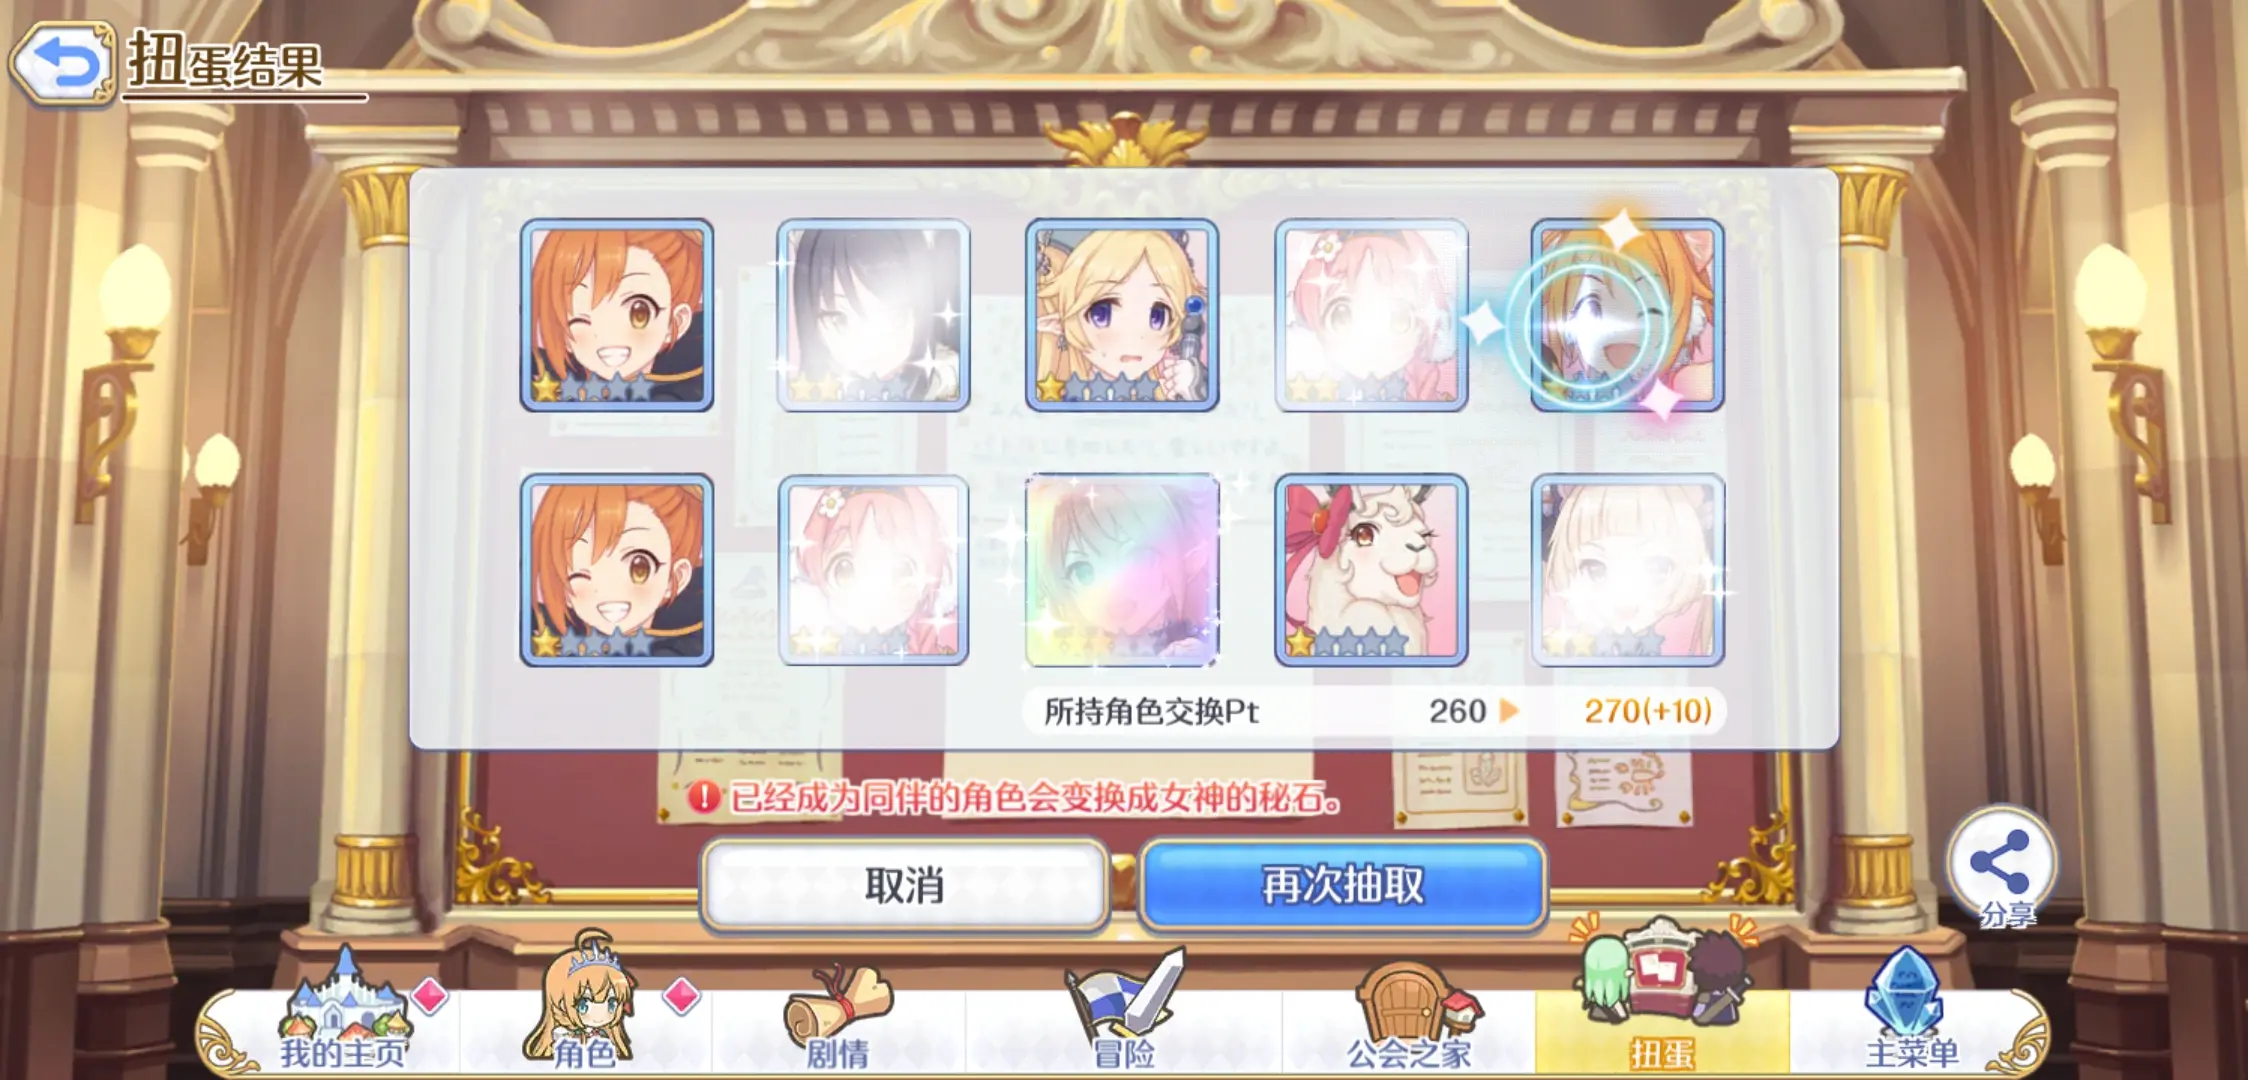 扭蛋结果
所持角色交换Pt 260 270(+10)
已经成为同伴的角色会变换成女神的秘石。
取消 再次抽取
分享
我的主页 角色 剧情 冒险 公会之家 扭蛋 主菜单